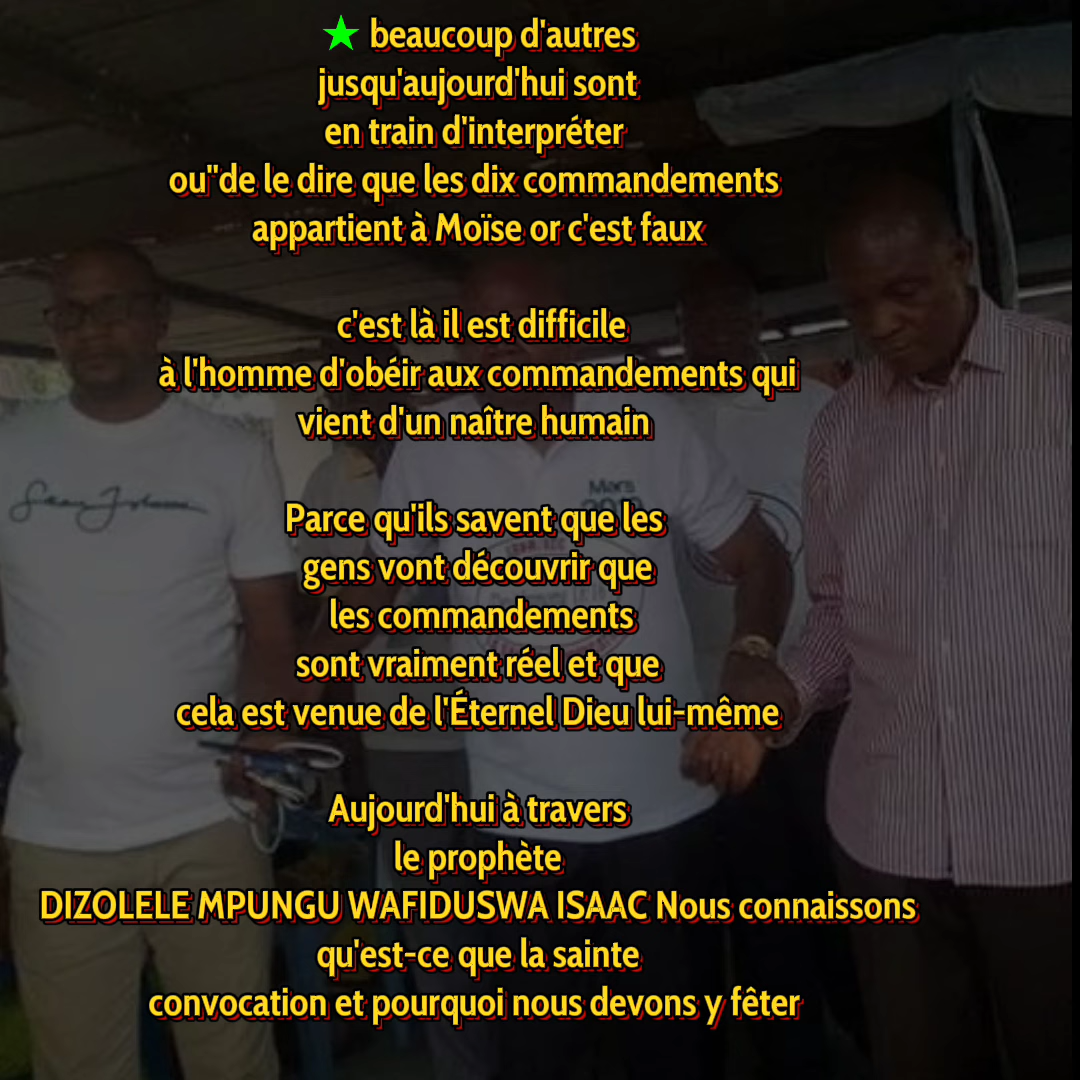 ★ beaucoup d'autres
jusqu'aujourd'hui sont
en train d'interpréter
ou"de le dire que les dix commandements
appartient à Moïse or c'est faux
c'est là il est difficile
à l'homme d'obéir aux commandements qui
vient d'un naître humain
Parce qu'ils savent que les
gens vont découvrir que
les commandements
sont vraiment réel et que
cela est venue de l'Éternel Dieu lui-même
Aujourd'hui à travers
le prophète
DIZOLELE MPUNGU WAFIDUSWA ISAAC Nous connaissons
qu'est-ce que la sainte
convocation et pourquoi nous devons y fêter
Mars